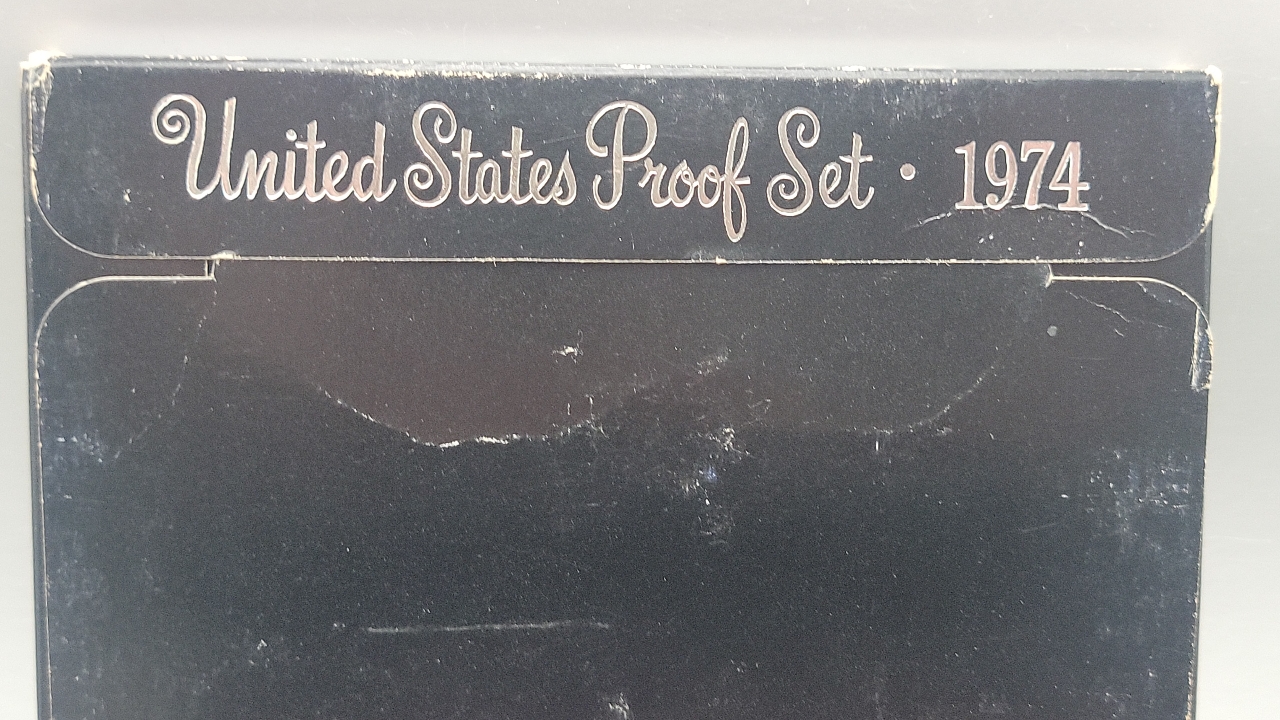 United States Proof Set • 1974